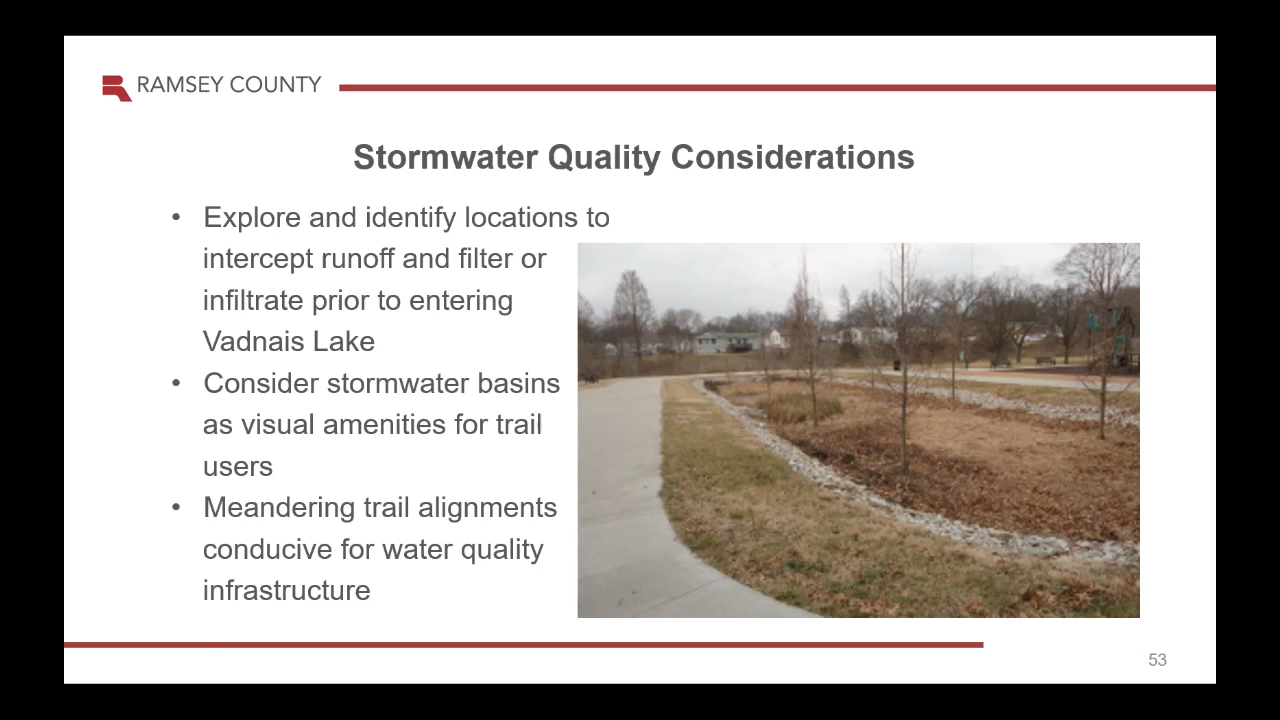 RAMSEY COUNTY
Stormwater Quality Considerations
• Explore and identify locations to
intercept runoff and filter or
infiltrate prior to entering
Vadnais Lake
• Consider stormwater basins
as visual amenities for trail
users
• Meandering trail alignments
conducive for water quality
infrastructure
53